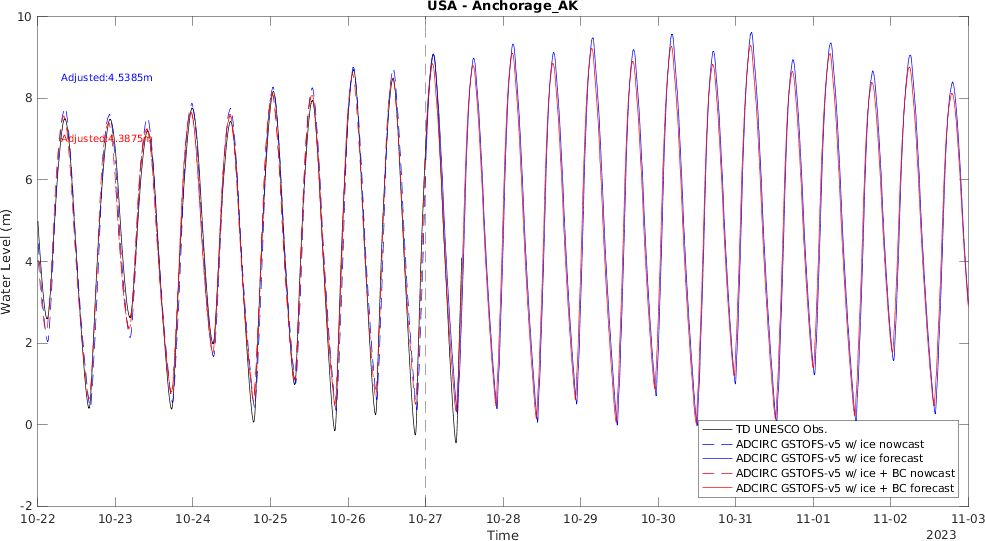 USA - Anchorage_AK
10
8
6
4
2
0
-2
Water Level (m)
Adjusted:4.5385m
Adjusted:4.3875m
TD UNESCO Obs.
ADCIRC GSTOFS-v5 w/ ice nowcast
ADCIRC GSTOFS-v5 w/ ice forecast
ADCIRC GSTOFS-v5 w/ ice + BC nowcast
ADCIRC GSTOFS-v5 w/ ice + BC forecast
10-22 10-23 10-24 10-25 10-26 10-27 10-28 10-29 10-30 10-31 11-01 11-02 11-03
Time
2023